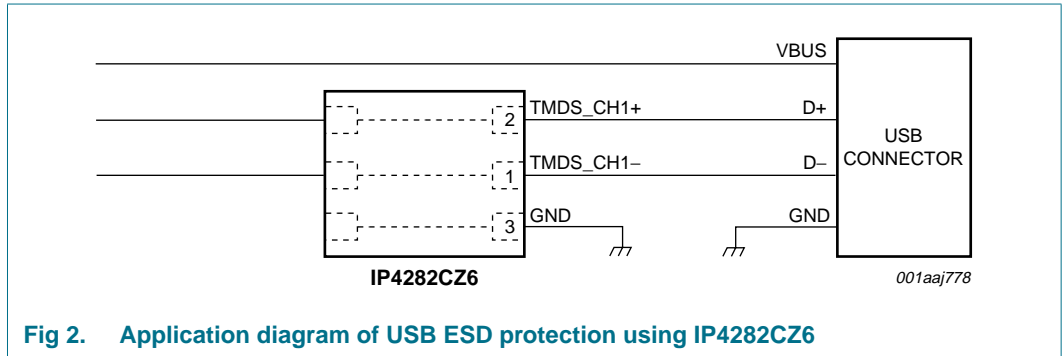 VBUS
2 TMDS_CH1+ D+
1 TMDS_CH1− D−
USB
CONNECTOR
3 GND GND
IP4282CZ6
001aaj778
Fig 2. Application diagram of USB ESD protection using IP4282CZ6